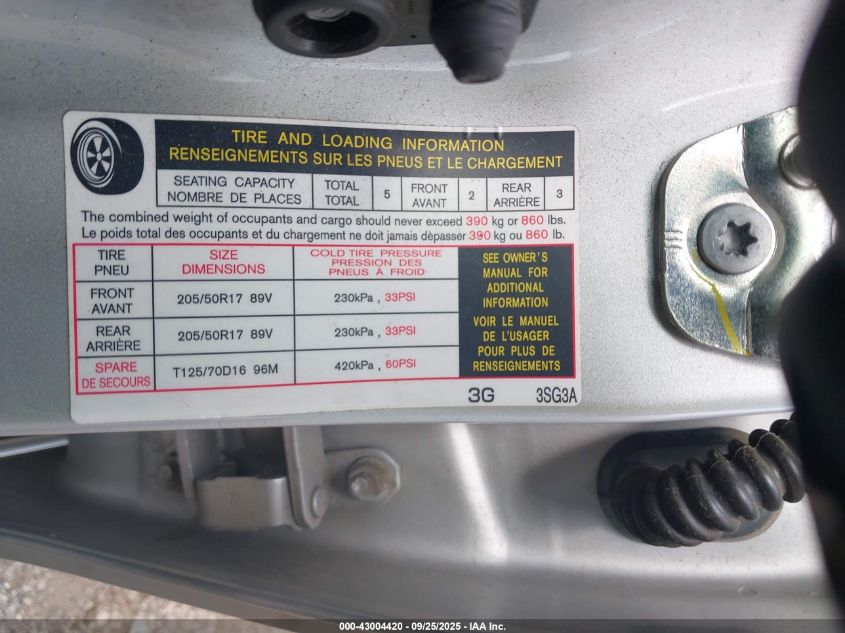 TIRE AND LOADING INFORMATION
RENSEIGNEMENTS SUR LES PNEUS ET LE CHARGEMENT
SEATING CAPACITY TOTAL 5 FRONT 2 REAR 3
NOMBRE DE PLACES TOTAL AVANT ARRIÈRE
The combined weight of occupants and cargo should never exceed 390 kg or 860 lbs.
Le poids total des occupants et du chargement ne doit jamais dèpasser 390 kg ou 860 lb.
TIRE SIZE COLD TIRE PRESSURE
PNEU DIMENSIONS PRESSION DES
PNEUS À FROID
FRONT
AVANT 205/50R17 89V 230kPa , 33PSI
REAR
ARRIÈRE 205/50R17 89V 230kPa , 33PSI
SPARE
DE SECOURS T125/70D16 96M 420kPa , 60PSI
SEE OWNER'S
MANUAL FOR
ADDITIONAL
INFORMATION
VOIR LE MANUEL
DE L'USAGER
POUR PLUS DE
RENSEIGNEMENTS
3G 3SG3A
000-43004420 - 09/25/2025 - IAA Inc.